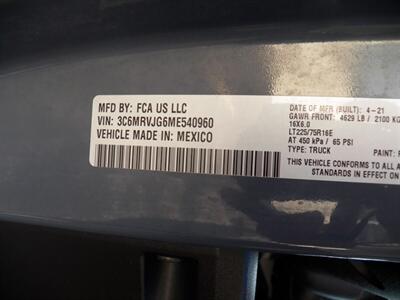 MFD BY: FCA US LLC
VIN: 3C6MRVJG6ME540960
VEHICLE MADE IN: MEXICO
DATE OF MFR (BUILT): 4-21
GAWR FRONT: 4629 LB / 2100 KG
16X6.0
LT225/75R16E
AT 450 kPa / 65 PSI
TYPE: TRUCK
PAINT:
THIS VEHICLE CONFORMS TO ALL
STANDARDS IN EFFECT ON